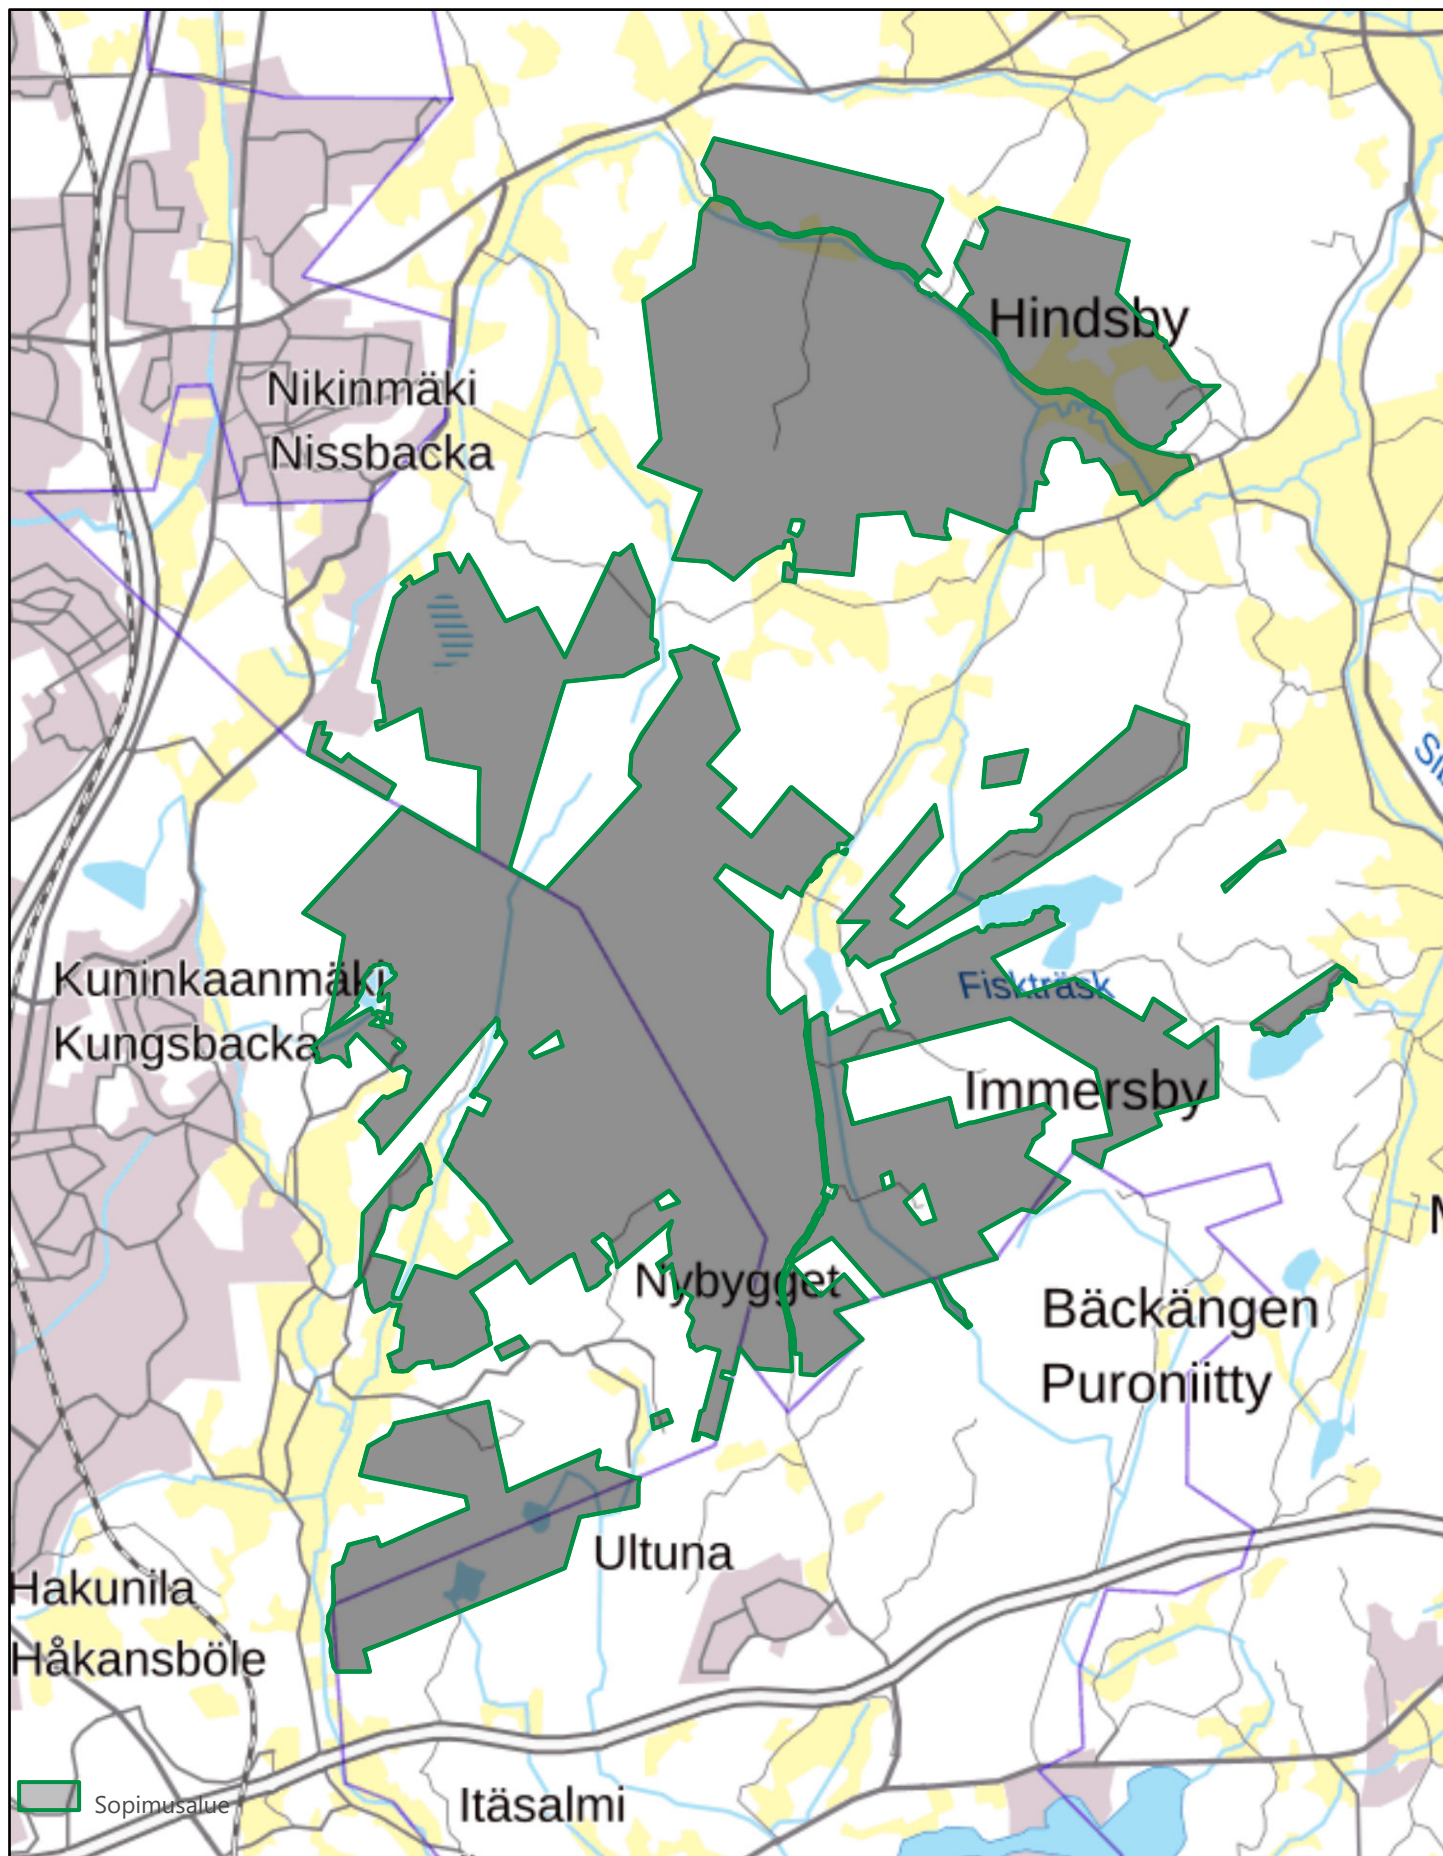 Hindsby
Nikinmäki
Nissbacka
Kuninkaanmäki
Kungsbacka
Fiskträsk
Immersby
Nybygget
Bäckängen
Puroniitty
Ultuna
Hakunila
Håkansböle
Itäsalmi
Sopimusalue